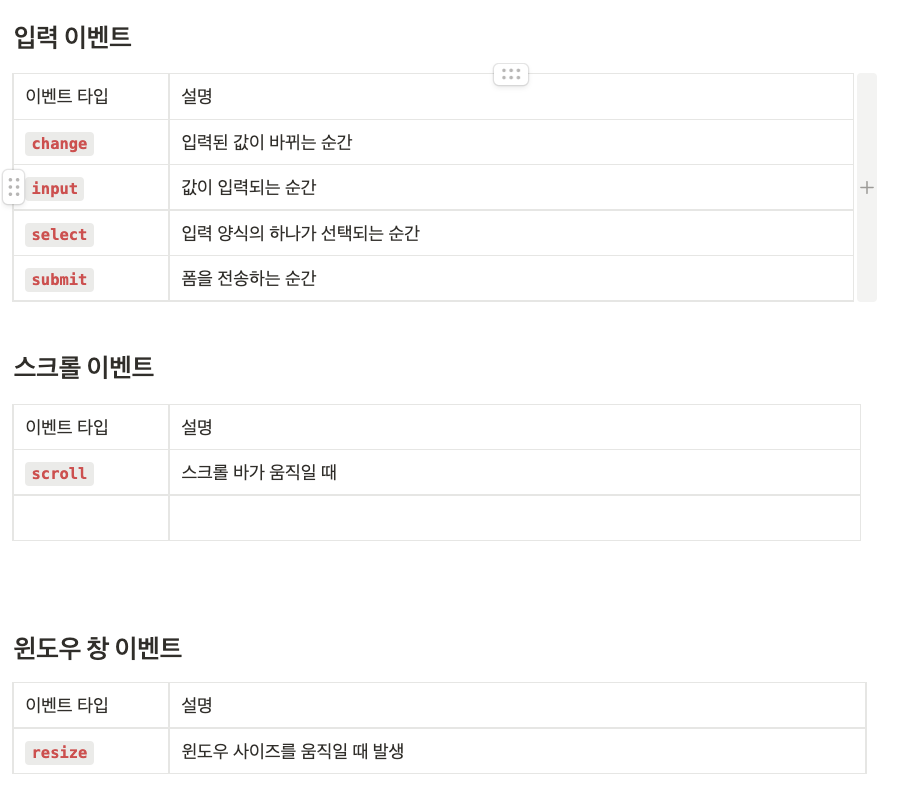 입력 이벤트
이벤트 타입 설명
change 입력된 값이 바뀌는 순간
input 값이 입력되는 순간
select 입력 양식의 하나가 선택되는 순간
submit 폼을 전송하는 순간
스크롤 이벤트
이벤트 타입 설명
scroll 스크롤 바가 움직일 때
윈도우 창 이벤트
이벤트 타입 설명
resize 윈도우 사이즈를 움직일 때 발생